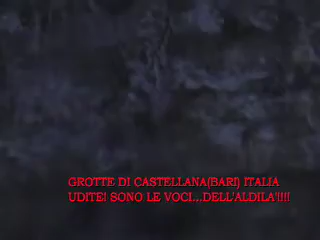 GROTTE DI CASTELLANA(BARI) ITALIA
UDITE! SONO LE VOCI...DELL'ALDILA'!!!!